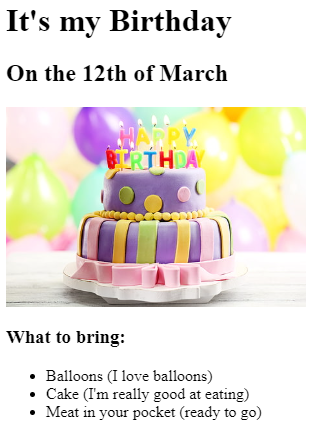 It's my Birthday
On the 12th of March
HAPPY
BIRTHDAY
What to bring:
Balloons (I love balloons)
Cake (I'm really good at eating)
Meat in your pocket (ready to go)